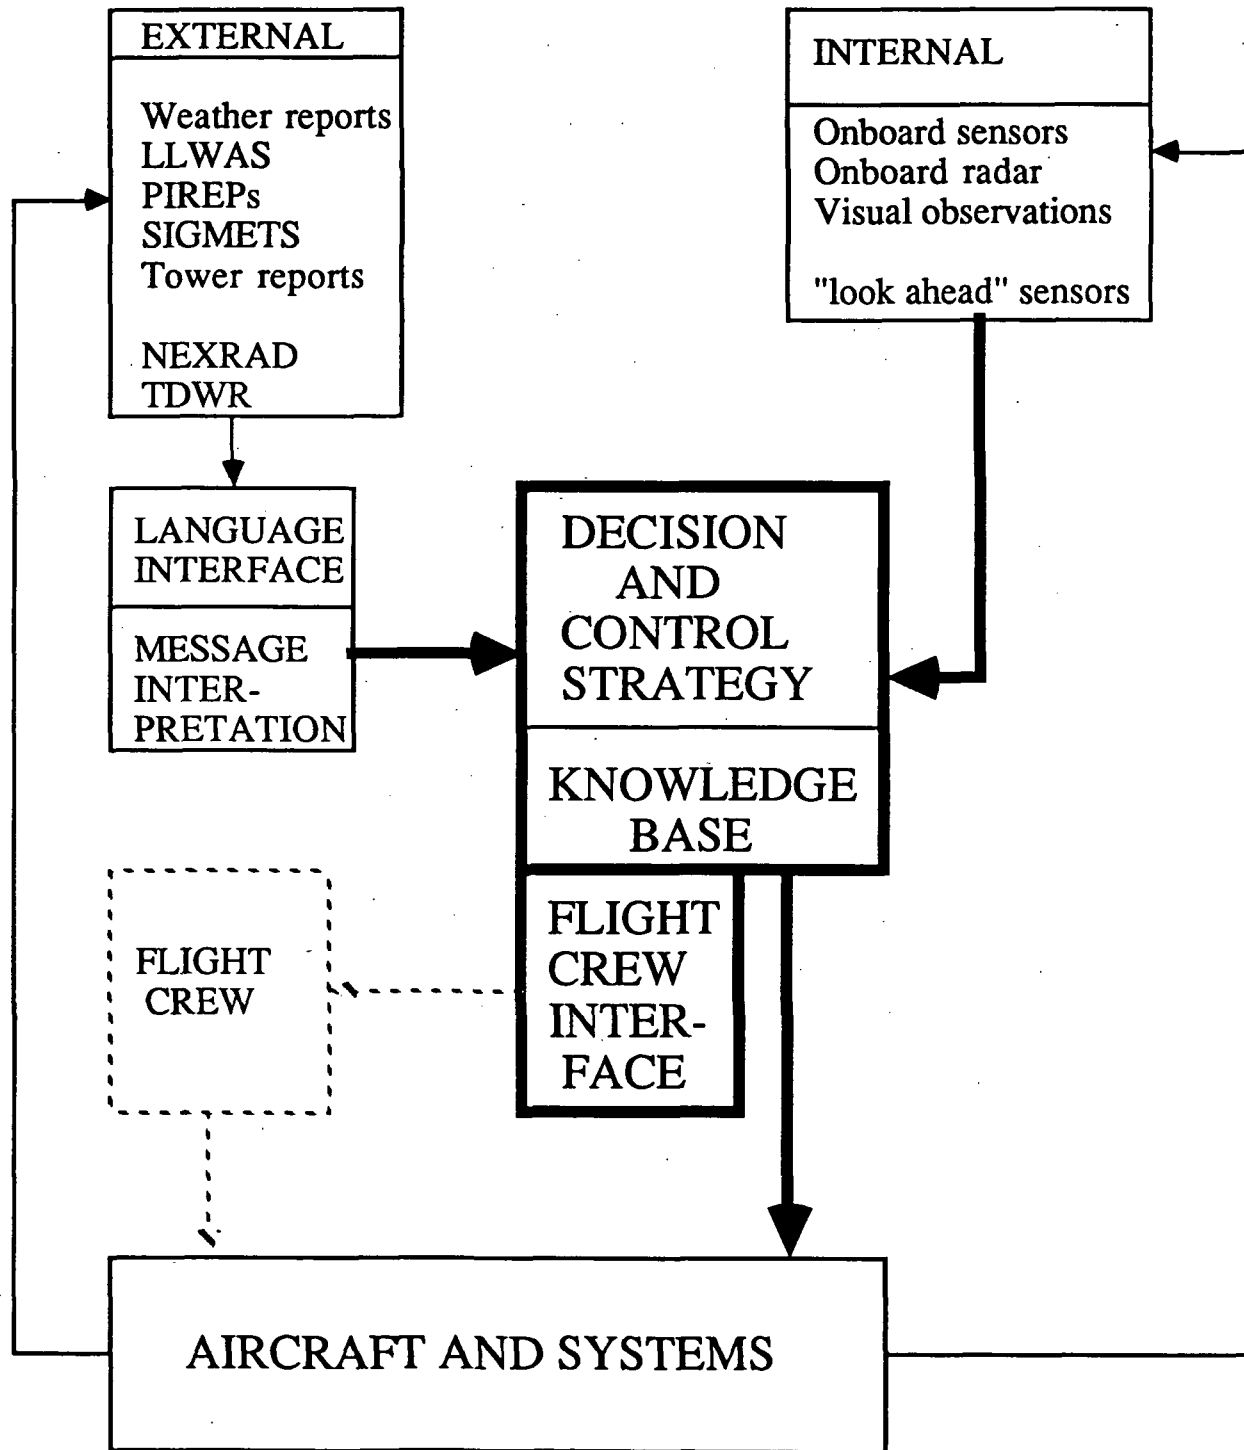 EXTERNAL
Weather reports
LLWAS
PIREPs
SIGMETS
Tower reports
NEXRAD
TDWR
INTERNAL
Onboard sensors
Onboard radar
Visual observations
"look ahead" sensors
LANGUAGE
INTERFACE
MESSAGE
INTER-
PRETATION
DECISION
AND
CONTROL
STRATEGY
KNOWLEDGE
BASE
FLIGHT
CREW
INTER-
FACE
FLIGHT
CREW
AIRCRAFT AND SYSTEMS